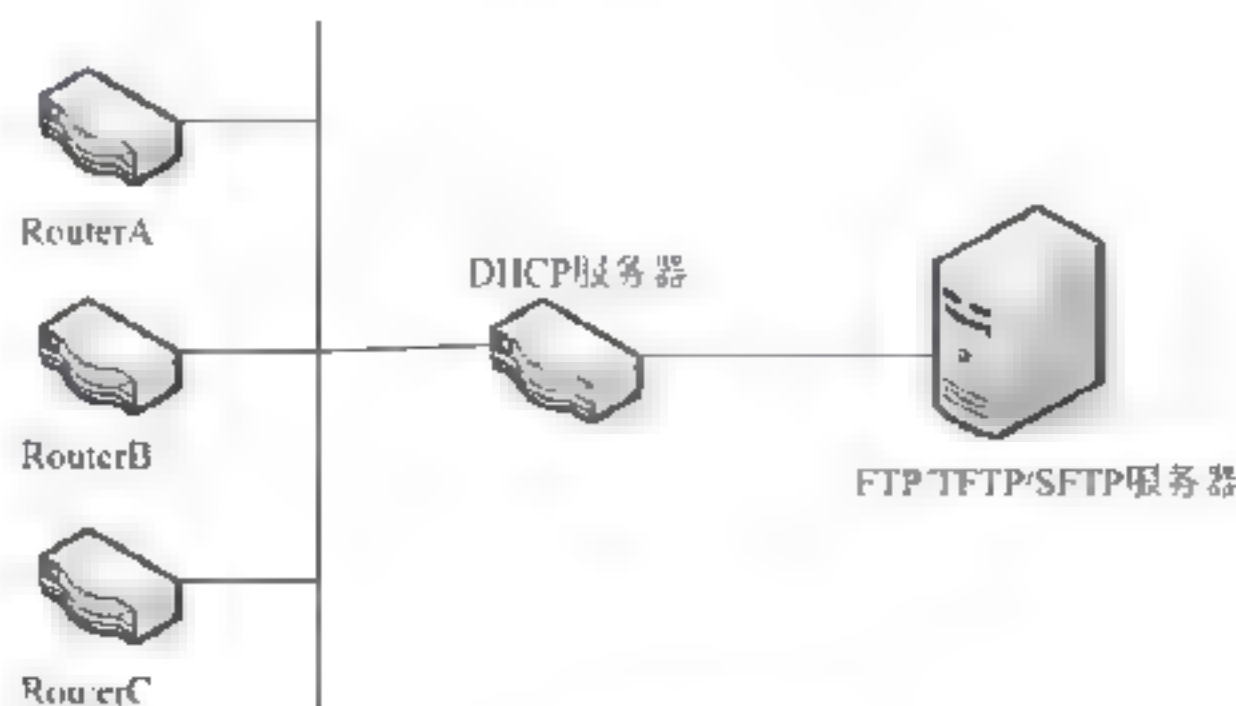 RouterA
DHCP服务器
RouterB
FTP/TFTP/SFTP服务器
RouterC